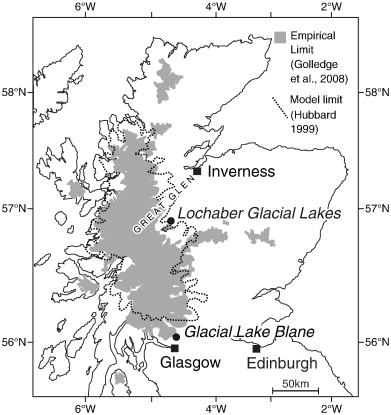 6°W 4°W 2°W
Empirical
Limit
(Golledge
et al., 2008)
58°N 58°N
Model limit
(Hubbard
1999)
Inverness
GREAT GLEN
57°N 57°N
Lochaber Glacial Lakes
56°N 56°N
Glacial Lake Blane
Glasgow Edinburgh
50km
6°W 4°W 2°W